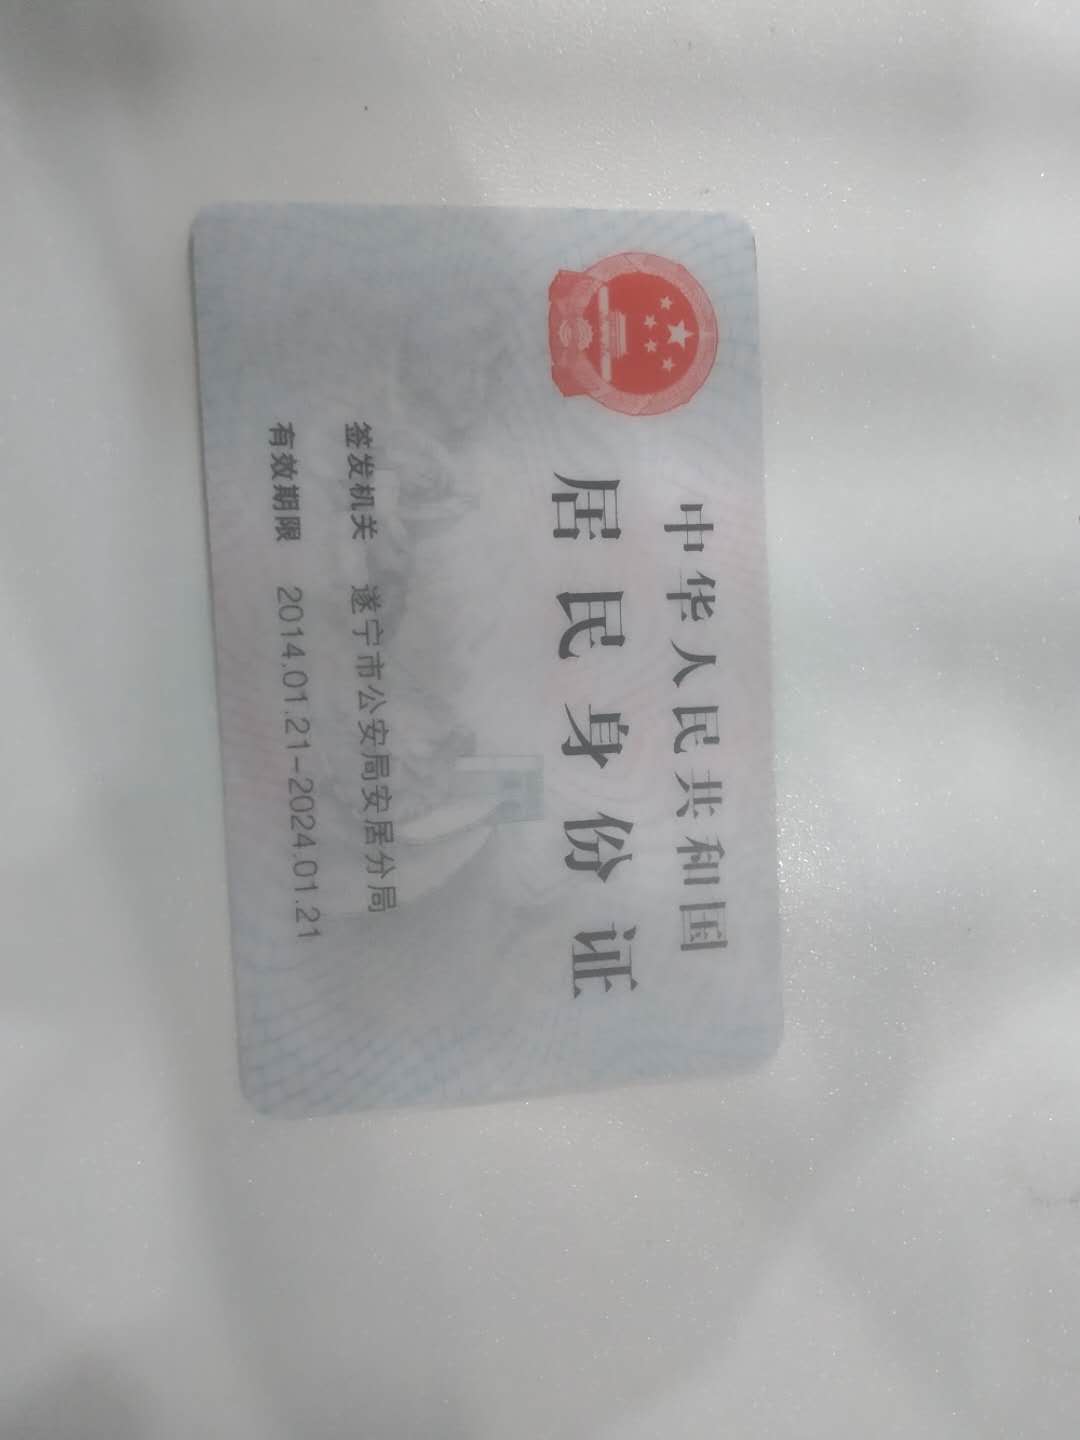 中华人民共和国
居民身份证
签发机关 遂宁市公安局安居分局
有效期限 2014.01.21-2024.01.21